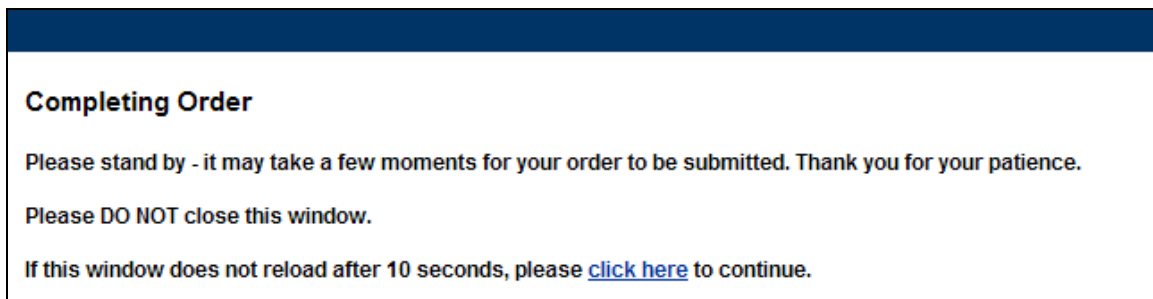 Completing Order
Please stand by - it may take a few moments for your order to be submitted. Thank you for your patience.
Please DO NOT close this window.
If this window does not reload after 10 seconds, please click here to continue.